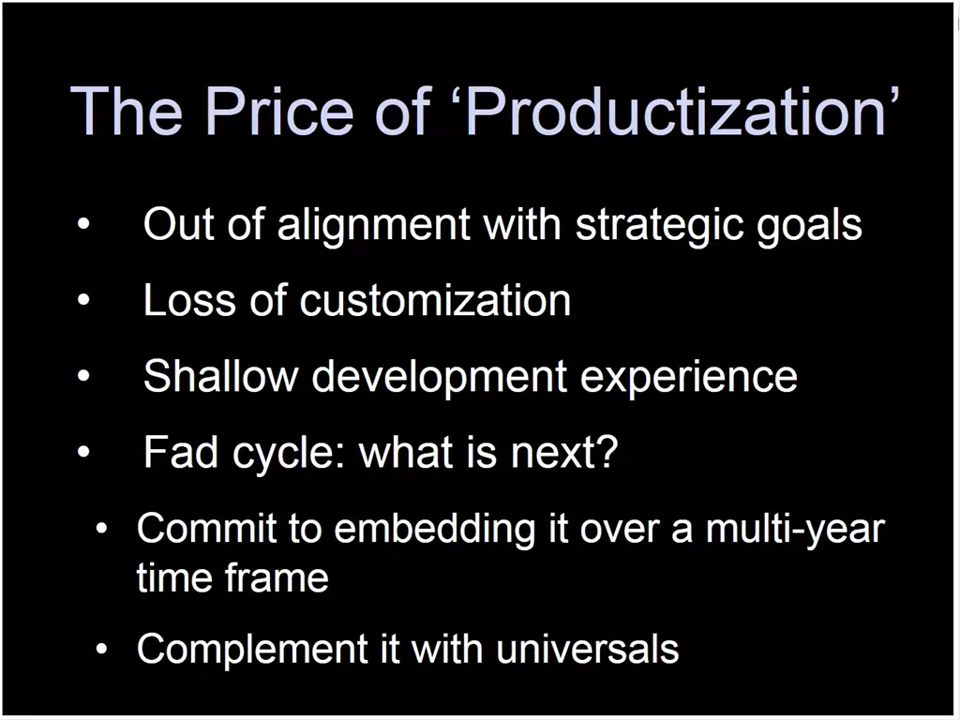 The Price of ‘Productization’
• Out of alignment with strategic goals
• Loss of customization
• Shallow development experience
• Fad cycle: what is next?
• Commit to embedding it over a multi-year
time frame
• Complement it with universals